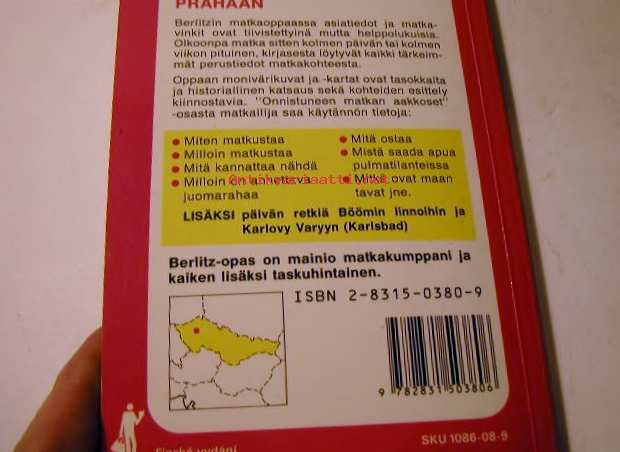 PRAHAAN
Berlitzin matkaoppaassa asiatiedot ja matka-
vinkit ovat tiivistettyinä mutta helppolukuisia.
Olkoonpa matka sitten kolmen päivän tai kolmen
viikon pituinen, kirjasesta löytyvät kaikki tärkeim-
mät perustiedot matkakohteesta.
Oppaan monivärikuvat ja -kartat ovat tasokkaita
ja historiallinen katsaus sekä kohteiden esittely
kiinnostavia. "Onnistuneen matkan aakkoset"
-osasta matkailija saa käytännön tietoja:
• Miten matkustaa
• Milloin matkustaa
• Mitä kannattaa nähdä
• Milloin on annettava
juomarahaa
• Mitä ostaa
• Mistä saada apua
pulmatilanteissa
• Mitkä ovat maan
tavat jne.
LISÄKSI päivän retkiä Böömin linnoihin ja
Karlovy Varyyn (Karlsbad)
Berlitz-opas on mainio matkakumppani ja
kaiken lisäksi taskuhintainen.
ISBN 2-8315-0380-9
9 782831 503806
SKU 1086-08-9